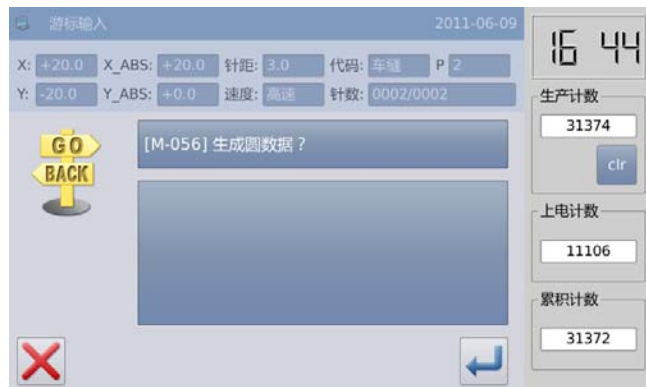 游标输入 2011-06-09
X: +20.0 X_ABS: +20.0 针距: 3.0 代码: 车缝 P 2
Y: -20.0 Y_ABS: +0.0 速度: 高速 针数: 0002/0002
GO
BACK
[M-056] 生成圆数据？
16 44
生产计数
31374
clr
上电计数
11106
累积计数
31372